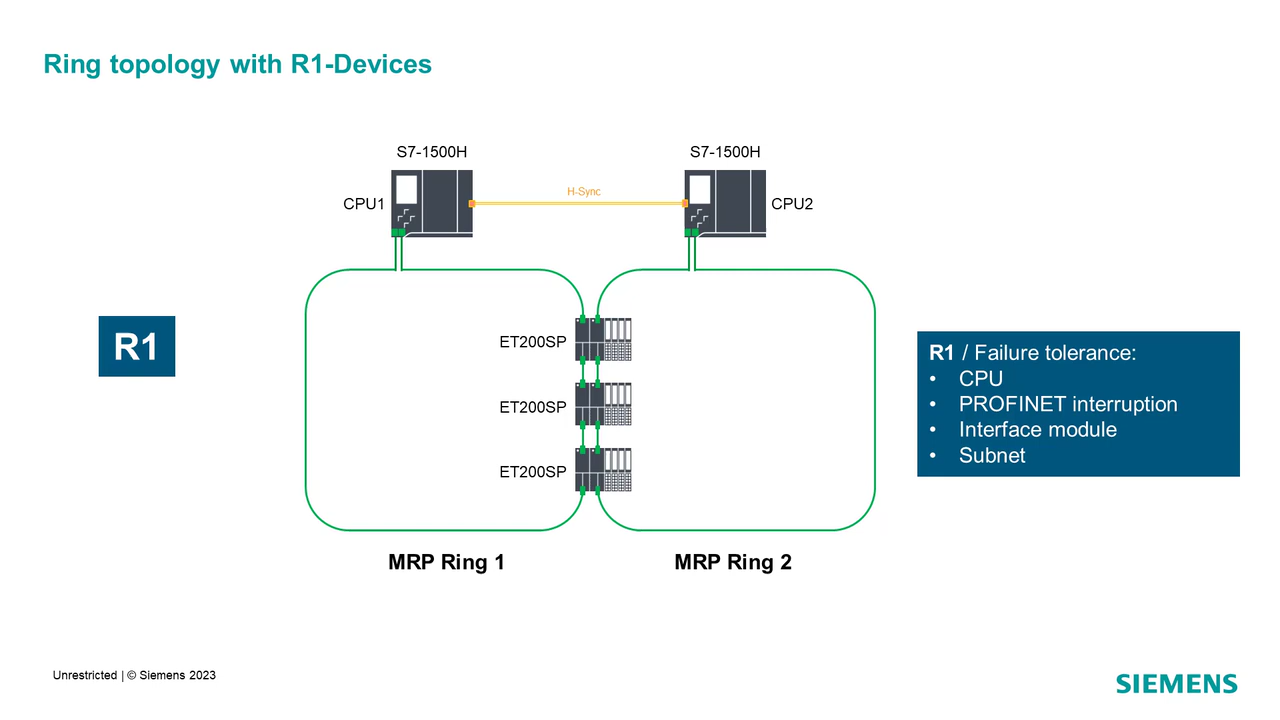 Ring topology with R1-Devices
S7-1500H
S7-1500H
CPU1
H-Sync
CPU2
R1
ET200SP
ET200SP
ET200SP
R1 / Failure tolerance:
• CPU
• PROFINET interruption
• Interface module
• Subnet
MRP Ring 1
MRP Ring 2
Unrestricted | © Siemens 2023
SIEMENS